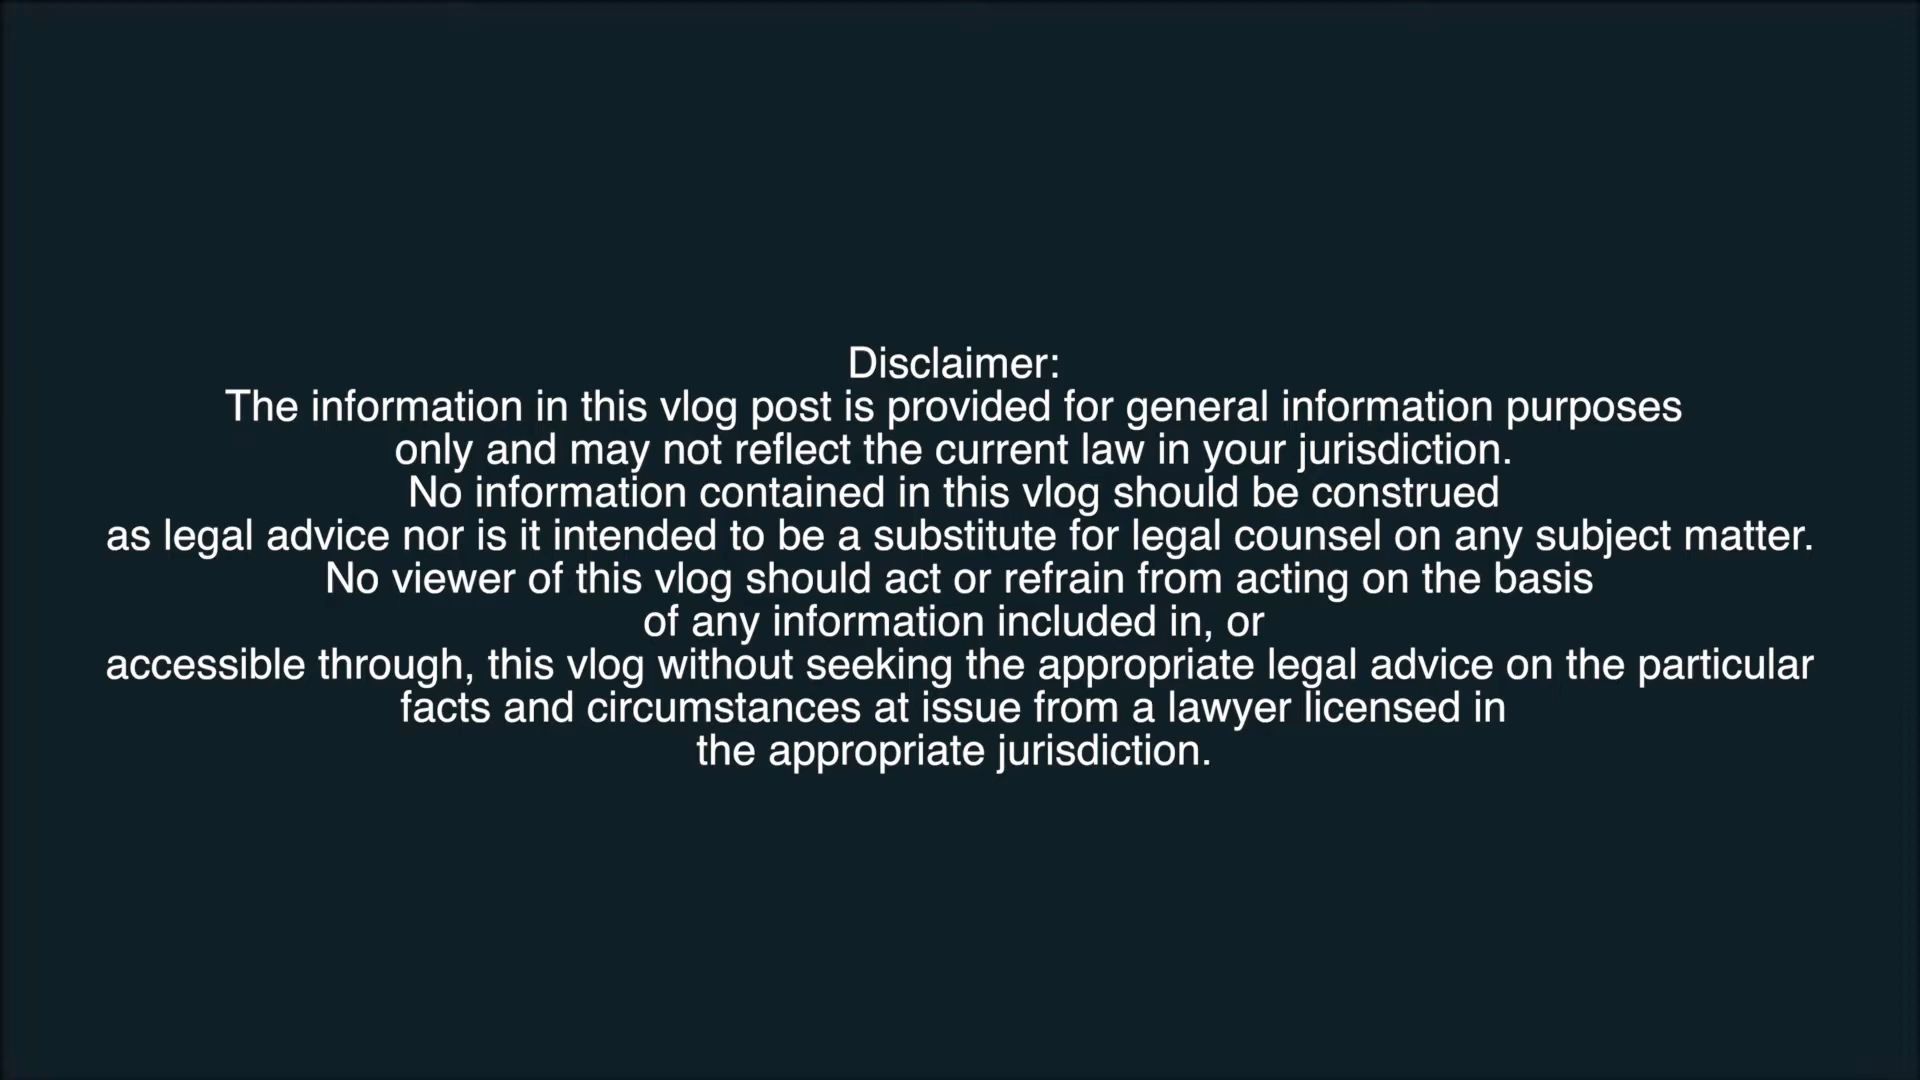 Disclaimer:
The information in this vlog post is provided for general information purposes
only and may not reflect the current law in your jurisdiction.
No information contained in this vlog should be construed
as legal advice nor is it intended to be a substitute for legal counsel on any subject matter.
No viewer of this vlog should act or refrain from acting on the basis
of any information included in, or
accessible through, this vlog without seeking the appropriate legal advice on the particular
facts and circumstances at issue from a lawyer licensed in
the appropriate jurisdiction.